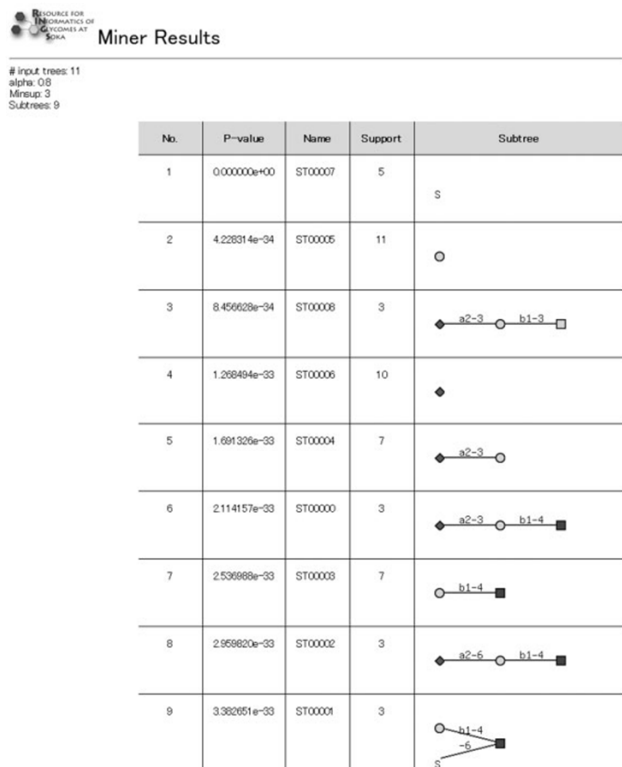 RESOURCE FOR
INFORMATICS OF
GLYCOMES AT
SOKA
Miner Results
# input trees: 11
alpha: 0.8
Minsup: 3
Subtrees: 9
No. P-value Name Support Subtree
1 0.000000e+00 ST00007 5
S
2 4.228314e-34 ST00005 11
3 8.456628e-34 ST00008 3
a2-3 b1-3
4 1.268494e-33 ST00006 10
5 1.691326e-33 ST00004 7
a2-3
6 2.114157e-33 ST00000 3
a2-3 b1-4
7 2.536988e-33 ST00003 7
b1-4
8 2.959820e-33 ST00002 3
a2-6 b1-4
9 3.382651e-33 ST00001 3
b1-4
-6
S